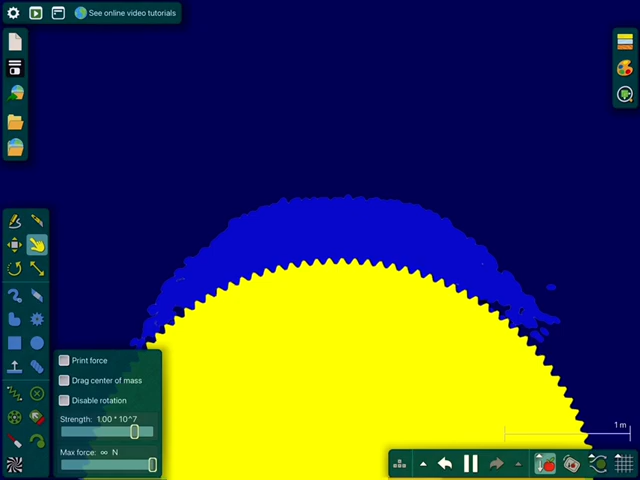 See online video tutorials
Print force
Drag center of mass
Disable rotation
Strength: 1.00 * 10^7
Max force: ∞ N
1 m